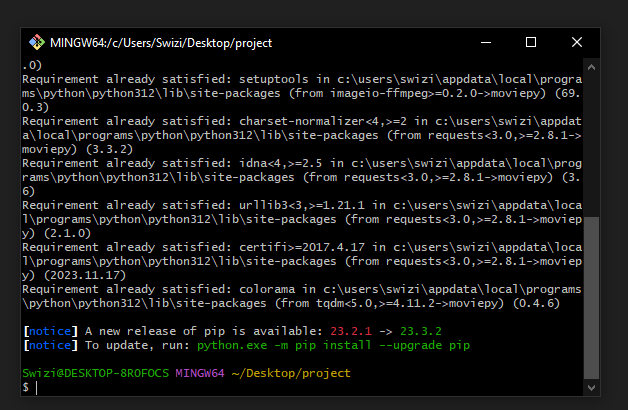 MINGW64:/c/Users/Swizi/Desktop/project
.0)
Requirement already satisfied: setuptools in c:\users\swizi\appdata\local\progra
ms\python\python312\lib\site-packages (from imageio-ffmpeg>=0.2.0->moviepy) (69.
0.3)
Requirement already satisfied: charset-normalizer<4,>=2 in c:\users\swizi\appdat
a\local\programs\python\python312\lib\site-packages (from requests<3.0,>=2.8.1->
moviepy) (3.3.2)
Requirement already satisfied: idna<4,>=2.5 in c:\users\swizi\appdata\local\prog
rams\python\python312\lib\site-packages (from requests<3.0,>=2.8.1->moviepy) (3.
6)
Requirement already satisfied: urllib3<3,>=1.21.1 in c:\users\swizi\appdata\loca
l\programs\python\python312\lib\site-packages (from requests<3.0,>=2.8.1->moviep
y) (2.1.0)
Requirement already satisfied: certifi>=2017.4.17 in c:\users\swizi\appdata\loca
l\programs\python\python312\lib\site-packages (from requests<3.0,>=2.8.1->moviep
y) (2023.11.17)
Requirement already satisfied: colorama in c:\users\swizi\appdata\local\programs
\python\python312\lib\site-packages (from tqdm<5.0,>=4.11.2->moviepy) (0.4.6)
[notice] A new release of pip is available: 23.2.1 -> 23.3.2
[notice] To update, run: python.exe -m pip install --upgrade pip
Swizi@DESKTOP-8ROFOCS MINGW64 ~/Desktop/project
$